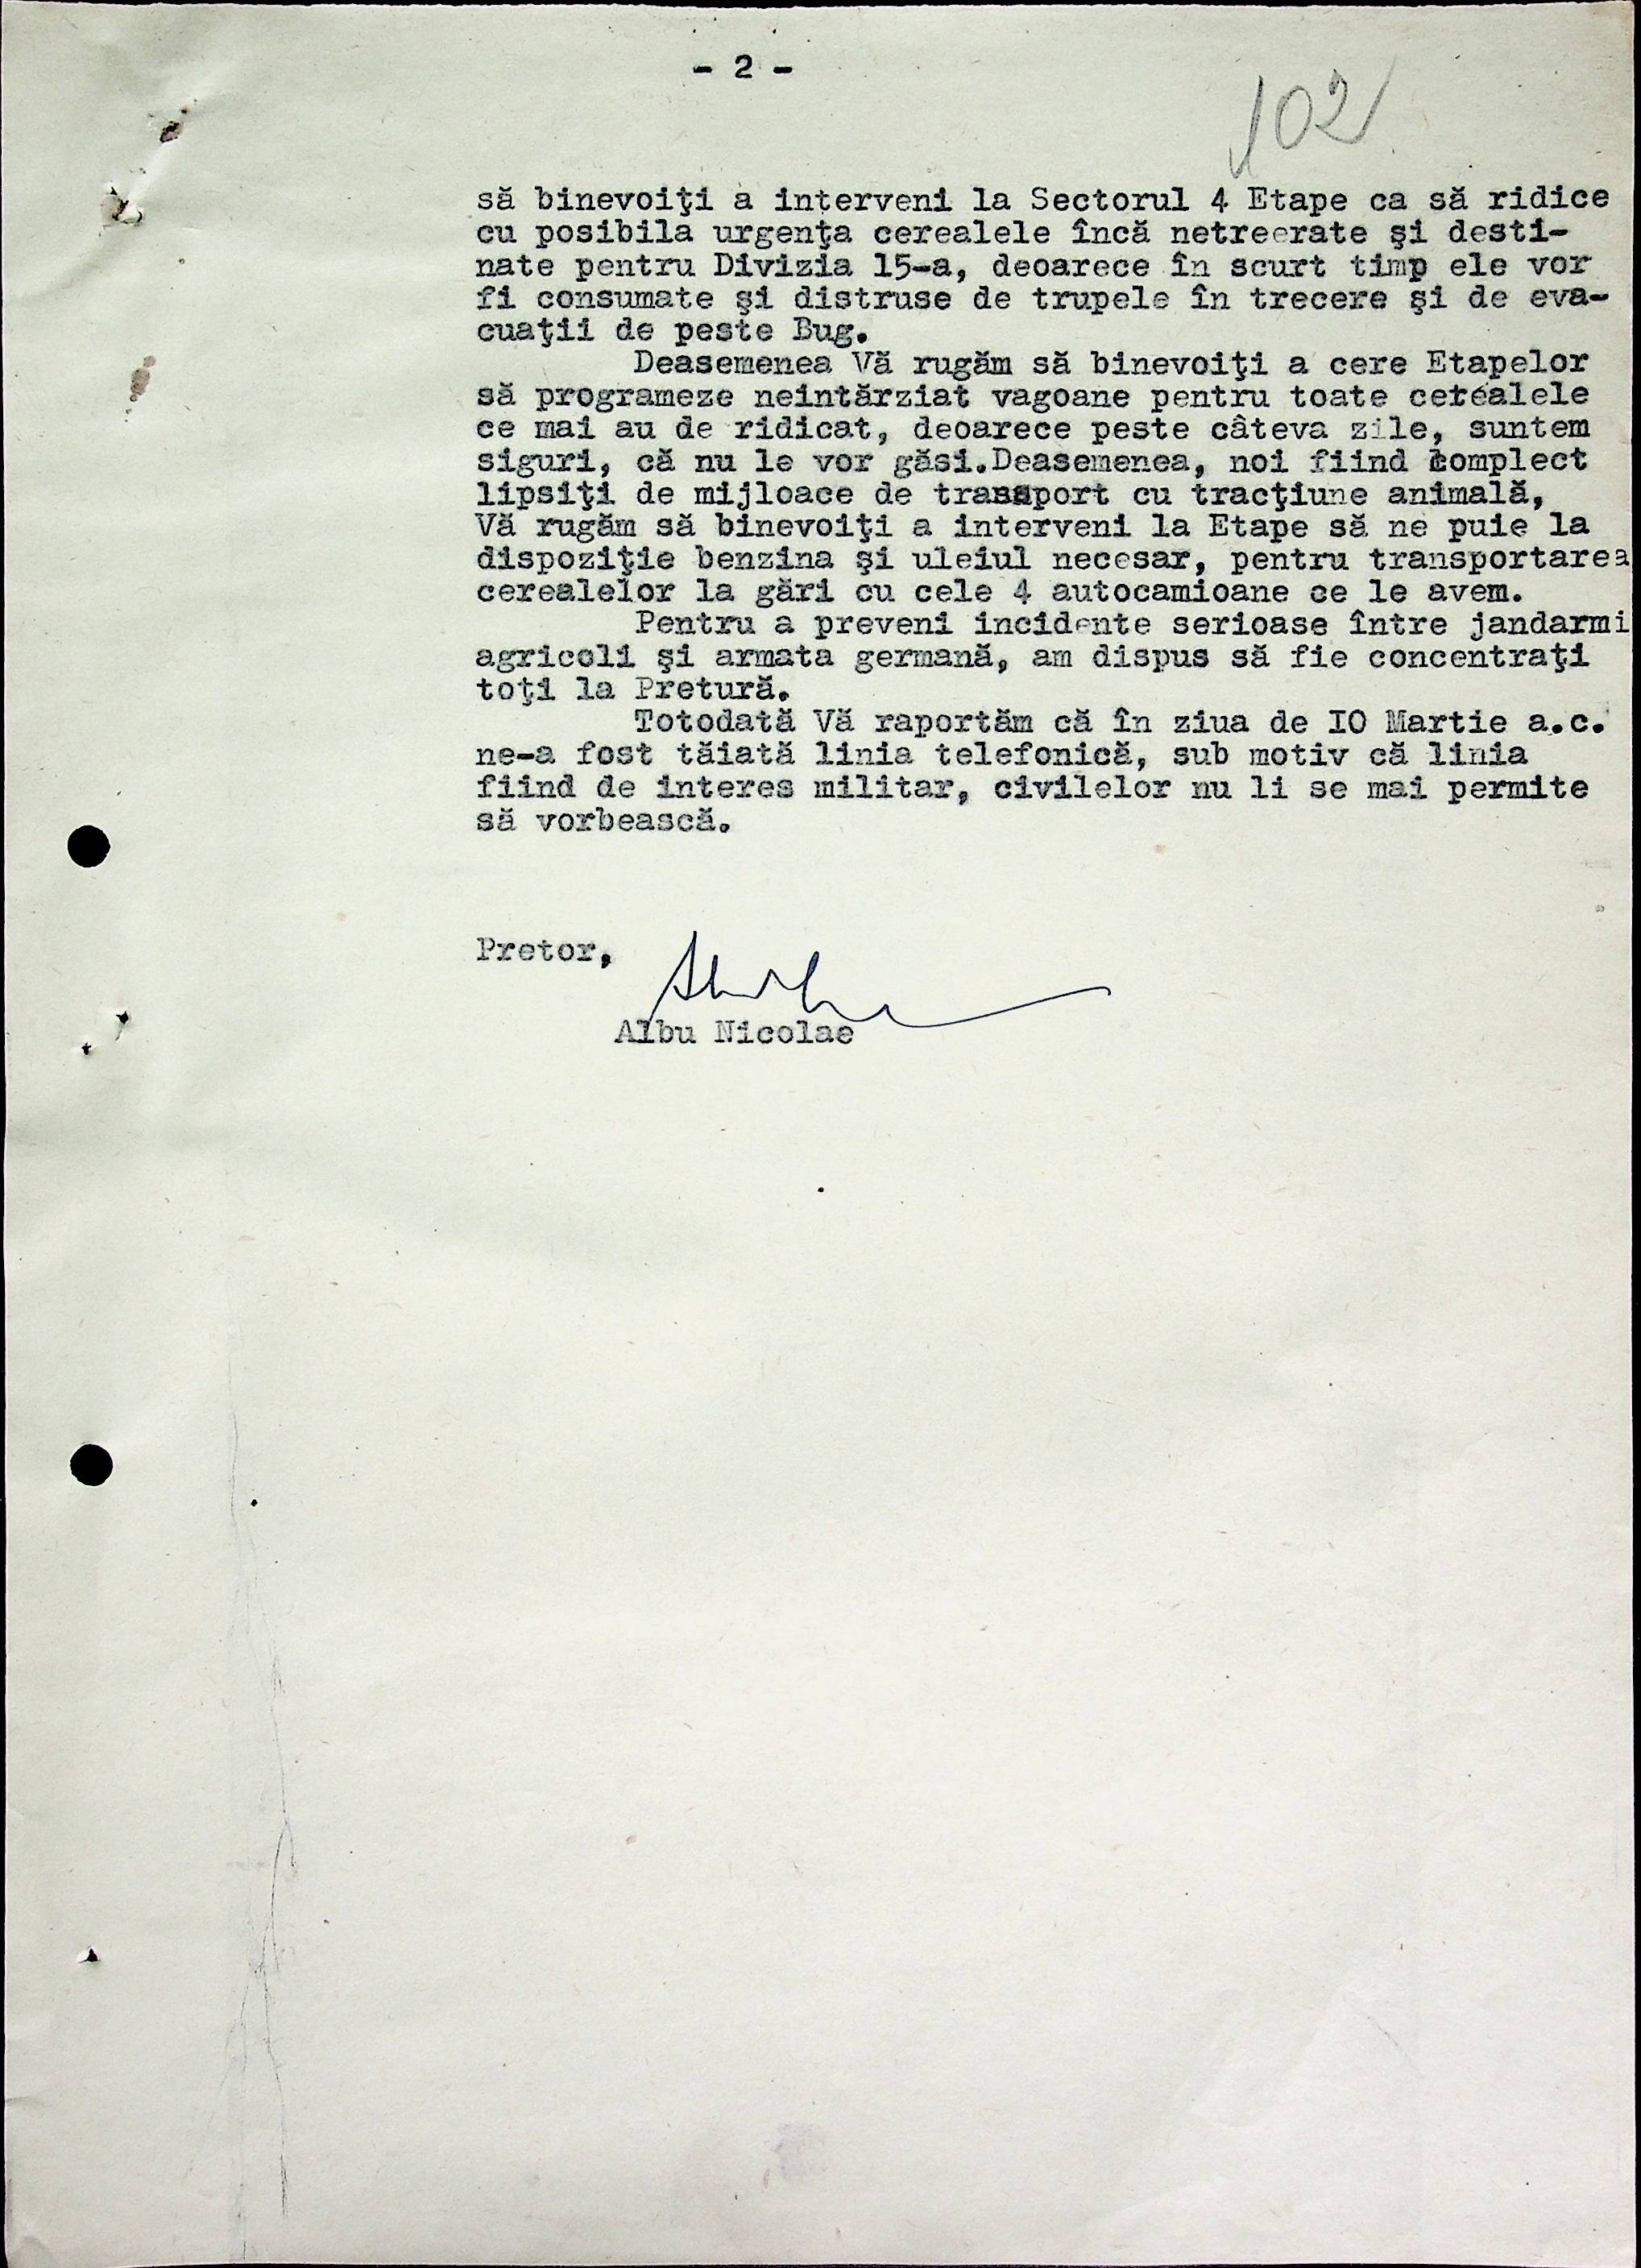 - 2 -
102
să binevoiţi a interveni la Sectorul 4 Etape ca să ridice
cu posibila urgenţa cerealele încă netreerate şi desti-
nate pentru Divizia 15-a, deoarece în scurt timp ele vor
fi consumate şi distruse de trupele în trecere şi de eva-
cuaţii de peste Bug.
Deasemenea Vă rugăm să binevoiţi a cere Etapelor
să programeze neintărziat vagoane pentru toate cerealele
ce mai au de ridicat, deoarece peste câteva zile, suntem
siguri, că nu le vor găsi.Deasemenea, noi fiind complect
lipsiţi de mijloace de transport cu tracţiune animală,
Vă rugăm să binevoiţi a interveni la Etape să ne puie la
dispoziţie benzina şi uleiul necesar, pentru transportarea
cerealelor la gări cu cele 4 autocamioane ce le avem.
Pentru a preveni incidente serioase între jandarmi
agricoli şi armata germană, am dispus să fie concentraţi
toţi la Pretură.
Totodată Vă raportăm că în ziua de IO Martie a.c.
ne-a fost tăiată linia telefonică, sub motiv că linia
fiind de interes militar, civilelor nu li se mai permite
să vorbească.
Pretor,
Albu Nicolae